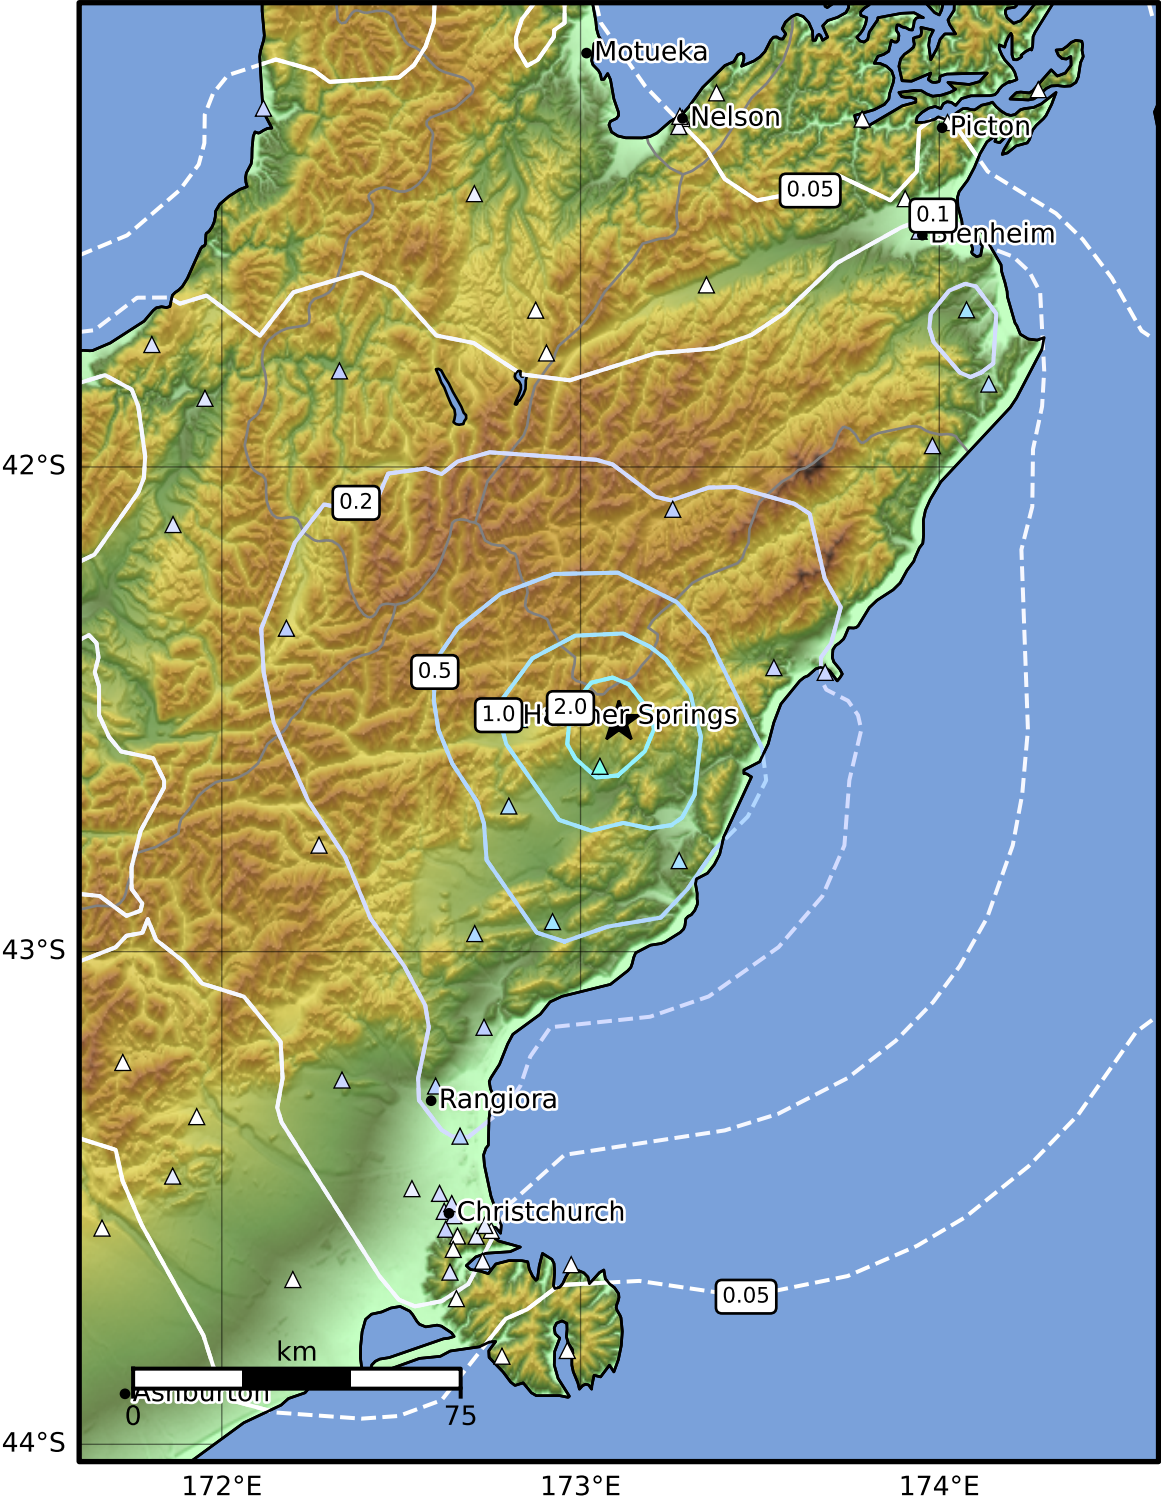 Motueka
Nelson
Picton
0.05
0.1
Blenheim
42°S
0.2
0.5
1.0
2.0
Hanmer Springs
43°S
Rangiora
Christchurch
0.05
km
Ashburton
0
75
44°S
172°E
173°E
174°E